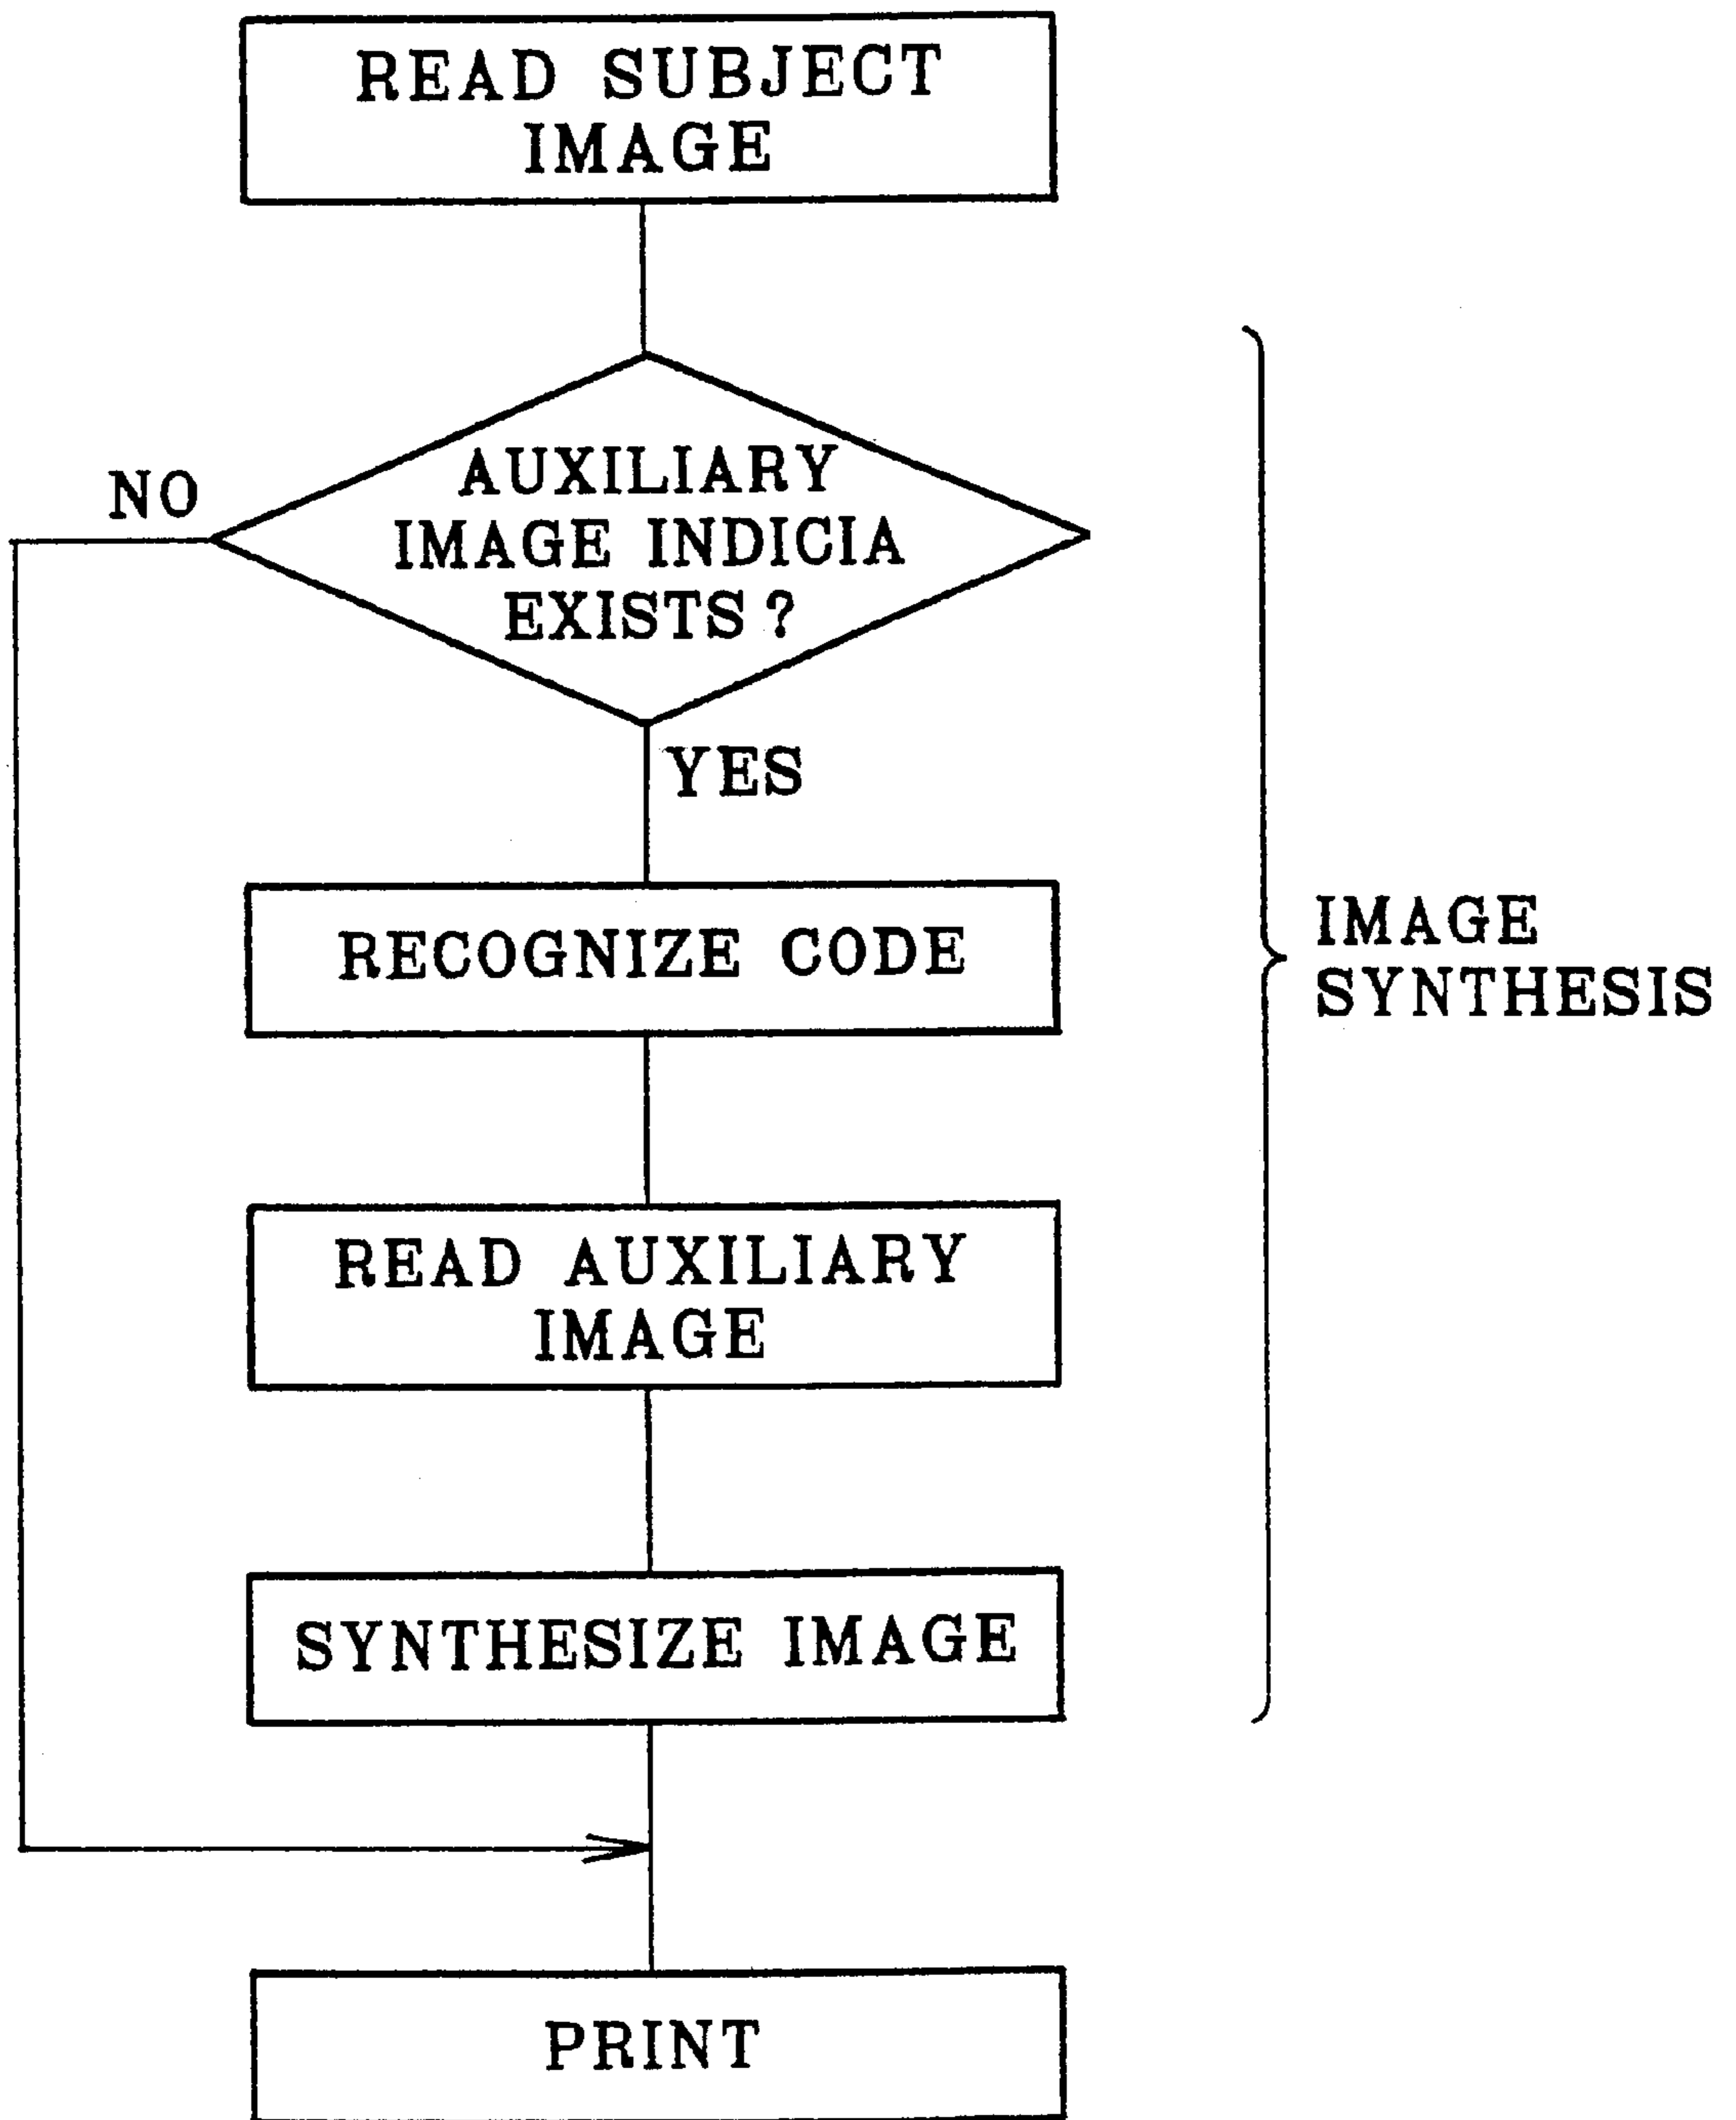 READ SUBJECT
IMAGE
AUXILIARY
IMAGE INDICIA
EXISTS ?
NO
YES
RECOGNIZE CODE
IMAGE
SYNTHESIS
READ AUXILIARY
IMAGE
SYNTHESIZE IMAGE
PRINT